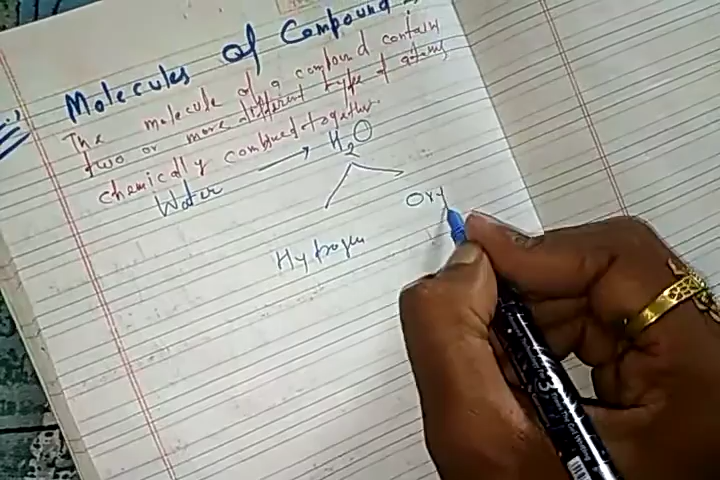 Molecules of Compound :-
The molecule of a compound contain
two or more different type of atoms
chemically combined together.
Water → H2O
Oxy
Hydrogen